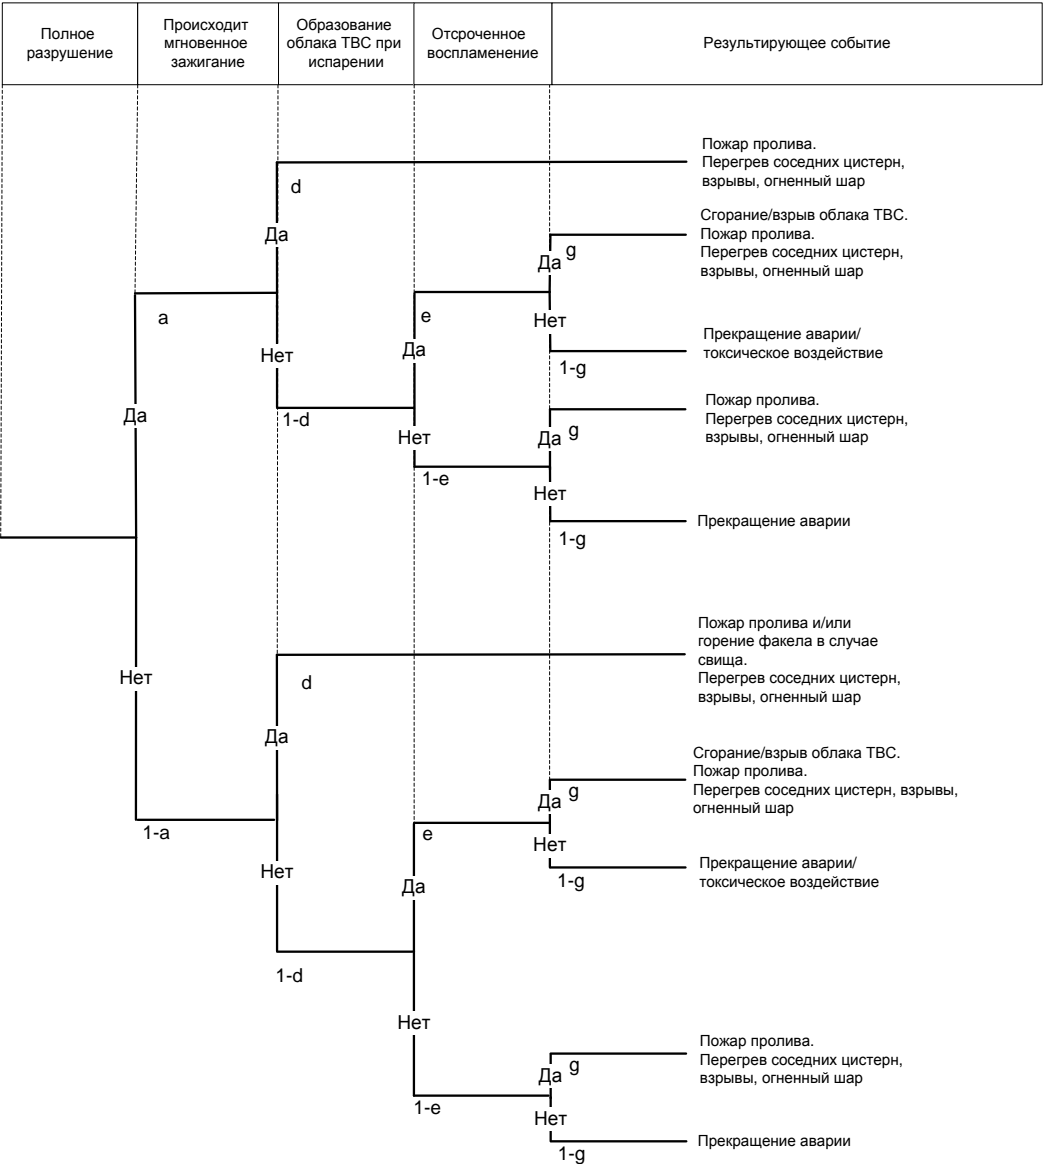 Полное
разрушение
Происходит
мгновенное
зажигание
Образование
облака ТВС при
испарении
Отсроченное
воспламенение
Результирующее событие
Пожар пролива.
Перегрев соседних цистерн,
взрывы, огненный шар
d
Да
Сгорание/взрыв облака ТВС.
Пожар пролива.
Перегрев соседних цистерн,
взрывы, огненный шар
g
Да
a
e
Нет
Нет
Да
Прекращение аварии/
токсическое воздействие
1-g
Да
1-d
Пожар пролива.
Перегрев соседних цистерн,
взрывы, огненный шар
g
Нет
Да
1-e
Нет
Прекращение аварии
1-g
Пожар пролива и/или
горение факела в случае
свища.
Перегрев соседних цистерн,
взрывы, огненный шар
Нет
d
Да
Сгорание/взрыв облака ТВС.
Пожар пролива.
Перегрев соседних цистерн, взрывы,
огненный шар
g
Да
1-a
e
Нет
Нет
Да
Прекращение аварии/
токсическое воздействие
1-g
1-d
Нет
Пожар пролива.
Перегрев соседних цистерн,
взрывы, огненный шар
g
Да
1-e
Нет
Прекращение аварии
1-g